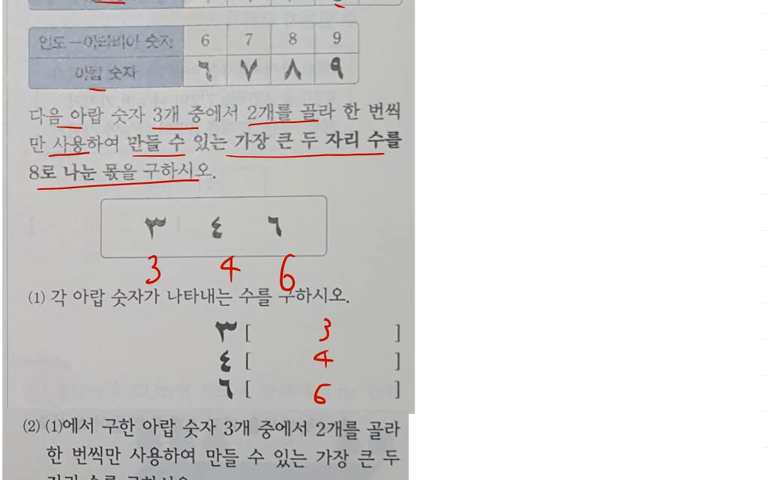 인도-아라비아 숫자 6 7 8 9
아랍 숫자 ٦ ٧ ٨ ٩
다음 아랍 숫자 3개 중에서 2개를 골라 한 번씩
만 사용하여 만들 수 있는 가장 큰 두 자리 수를
8로 나눈 몫을 구하시오.
٣ ٤ ٦
3 4 6
(1) 각 아랍 숫자가 나타내는 수를 구하시오.
٣ [ 3 ]
٤ [ 4 ]
٦ [ 6 ]
(2) (1)에서 구한 아랍 숫자 3개 중에서 2개를 골라
한 번씩만 사용하여 만들 수 있는 가장 큰 두